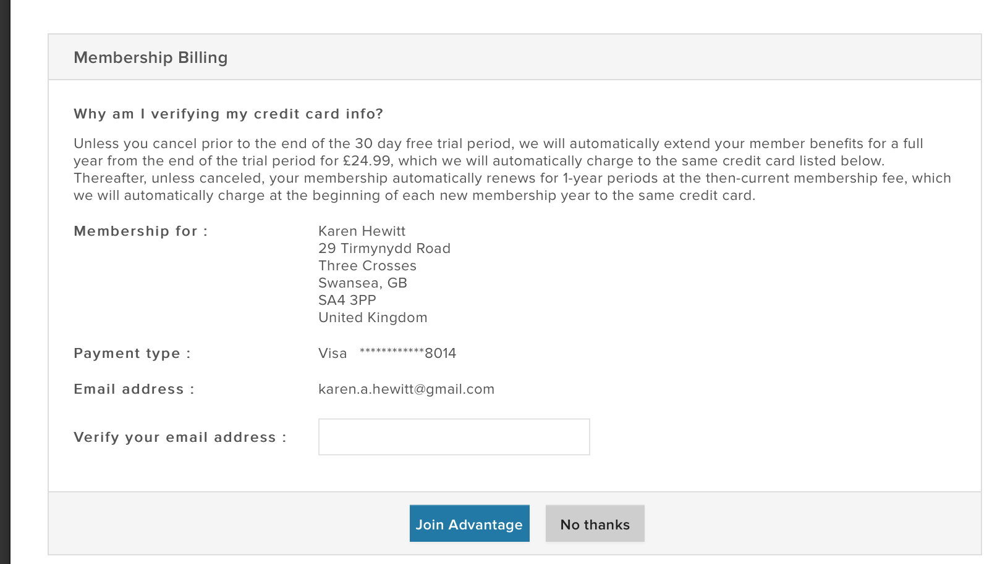 Membership Billing
Why am I verifying my credit card info?
Unless you cancel prior to the end of the 30 day free trial period, we will automatically extend your member benefits for a full
year from the end of the trial period for £24.99, which we will automatically charge to the same credit card listed below.
Thereafter, unless canceled, your membership automatically renews for 1-year periods at the then-current membership fee, which
we will automatically charge at the beginning of each new membership year to the same credit card.
Membership for : Karen Hewitt
29 Tirmynydd Road
Three Crosses
Swansea, GB
SA4 3PP
United Kingdom
Payment type : Visa ************8014
Email address : karen.a.hewitt@gmail.com
Verify your email address :
Join Advantage No thanks